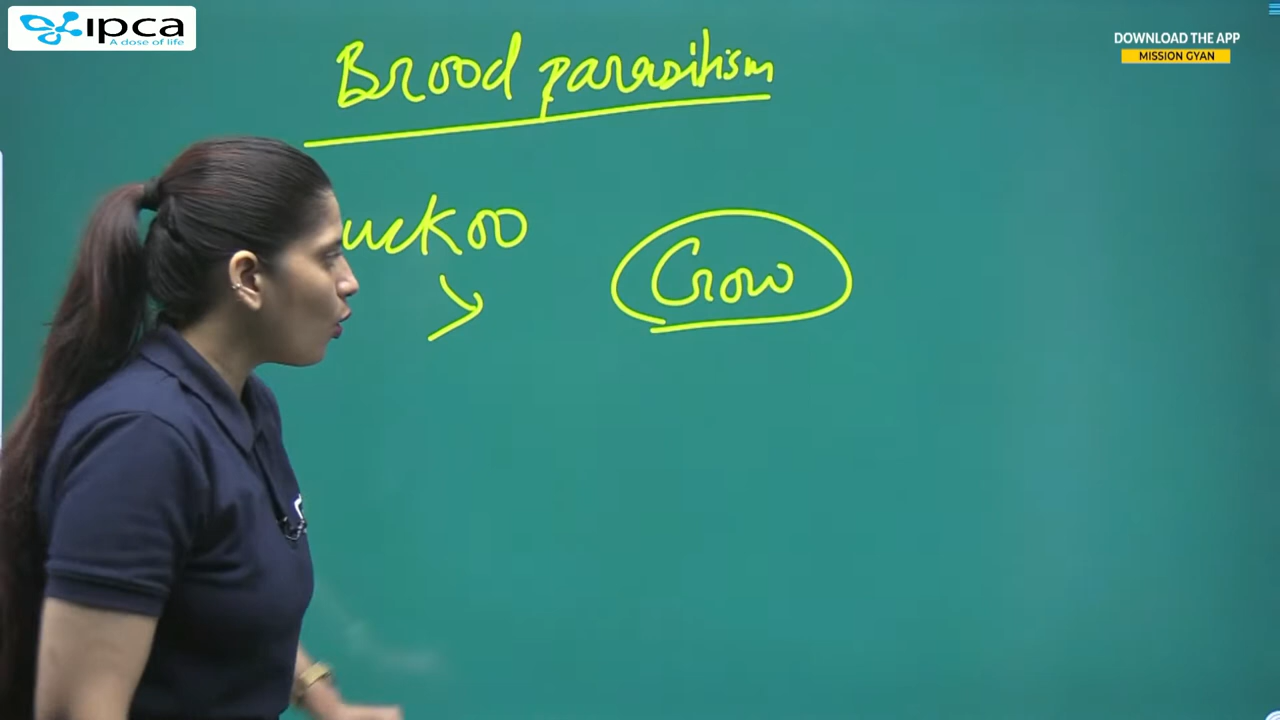 ipca
A dose of life
DOWNLOAD THE APP
MISSION GYAN
Brood parasitism
uckoo
Crow